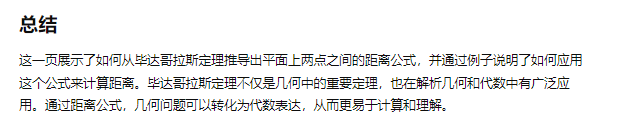 总结
这一页展示了如何从毕达哥拉斯定理推导出平面上两点之间的距离公式，并通过例子说明了如何应用
这个公式来计算距离。毕达哥拉斯定理不仅是几何中的重要定理，也在解析几何和代数中有广泛应
用。通过距离公式，几何问题可以转化为代数表达，从而更易于计算和理解。